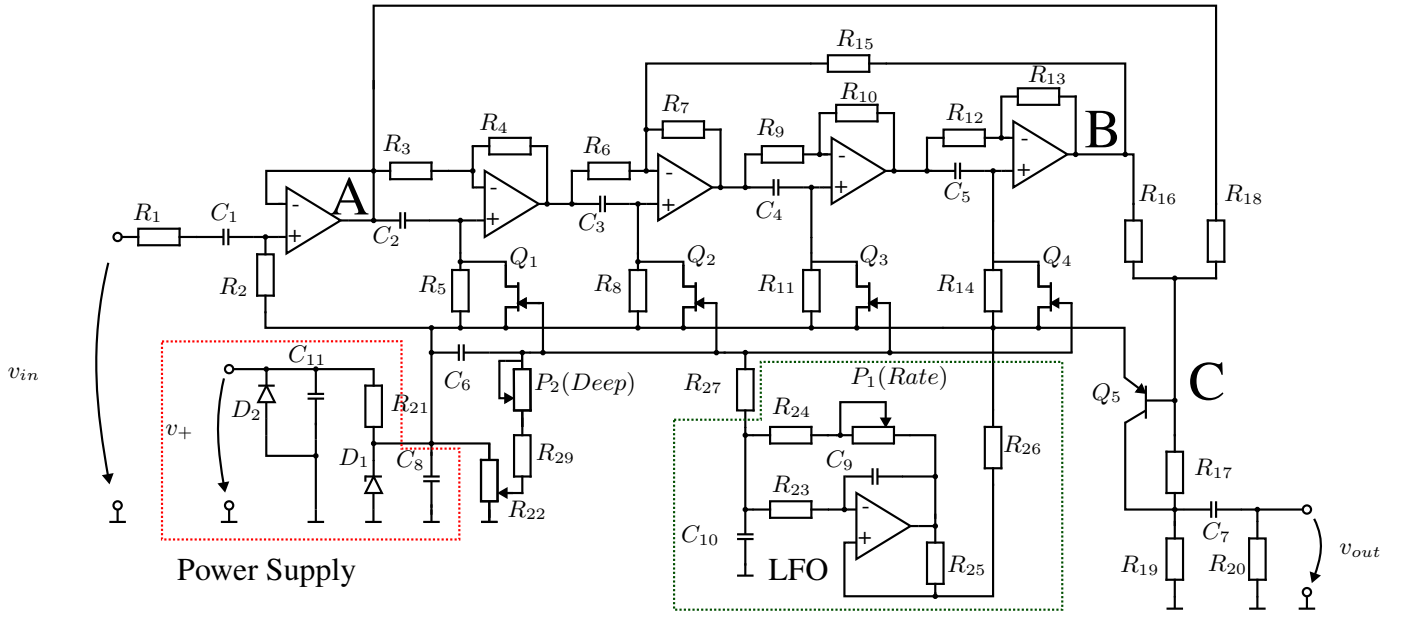 R15
R13
R10
R7
R12
B
R4
R9
R3
R6
A
C5
R16
R18
R1
C1
C4
C3
C2
- + - + - + - + - +
R2
Q1
Q2
Q3
Q4
R5
R8
R11
R14
vin
C11
C6
P2(Deep)
R27
P1(Rate)
Q5
C
D2
R21
R24
v+
D1
C8
R29
C9
R26
R17
R22
R23
C10
- +
C7
vout
Power Supply
LFO
R25
R19
R20